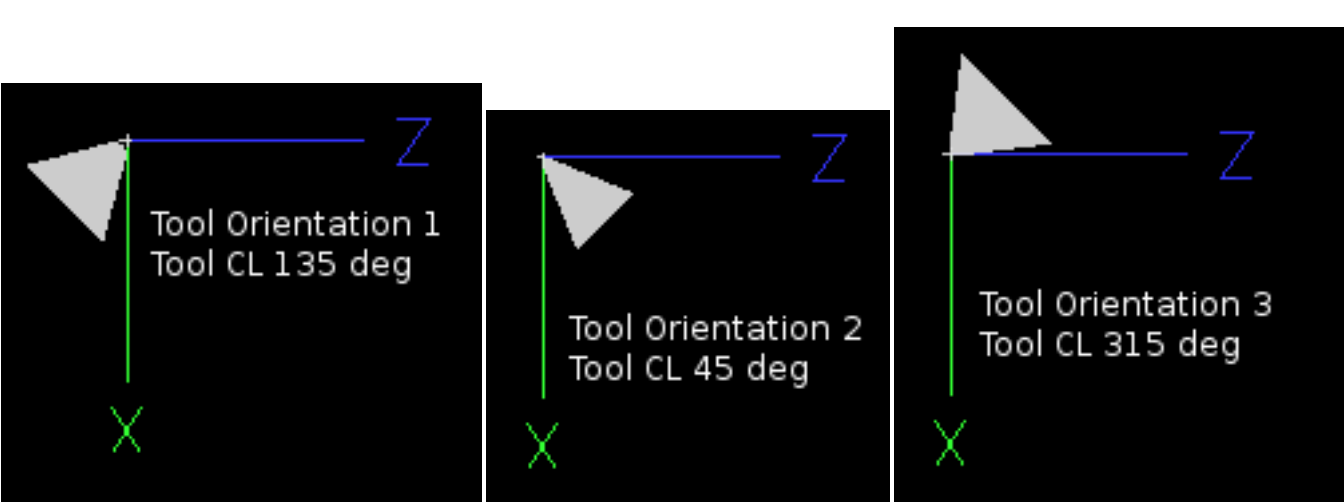 Z
Tool Orientation 1
Tool CL 135 deg
X
Z
Tool Orientation 2
Tool CL 45 deg
X
Z
Tool Orientation 3
Tool CL 315 deg
X